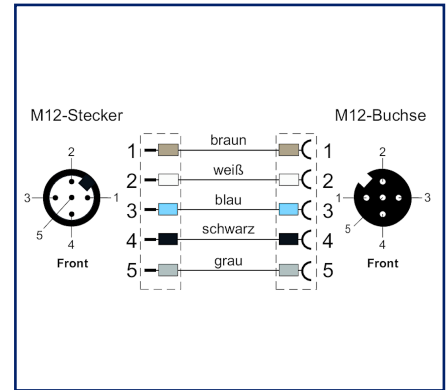 M12-Stecker
M12-Buchse
2
3
1
5
4
Front
1 braun 1
2 weiß 2
3 blau 3
4 schwarz 4
5 grau 5
2
1
3
5
4
Front